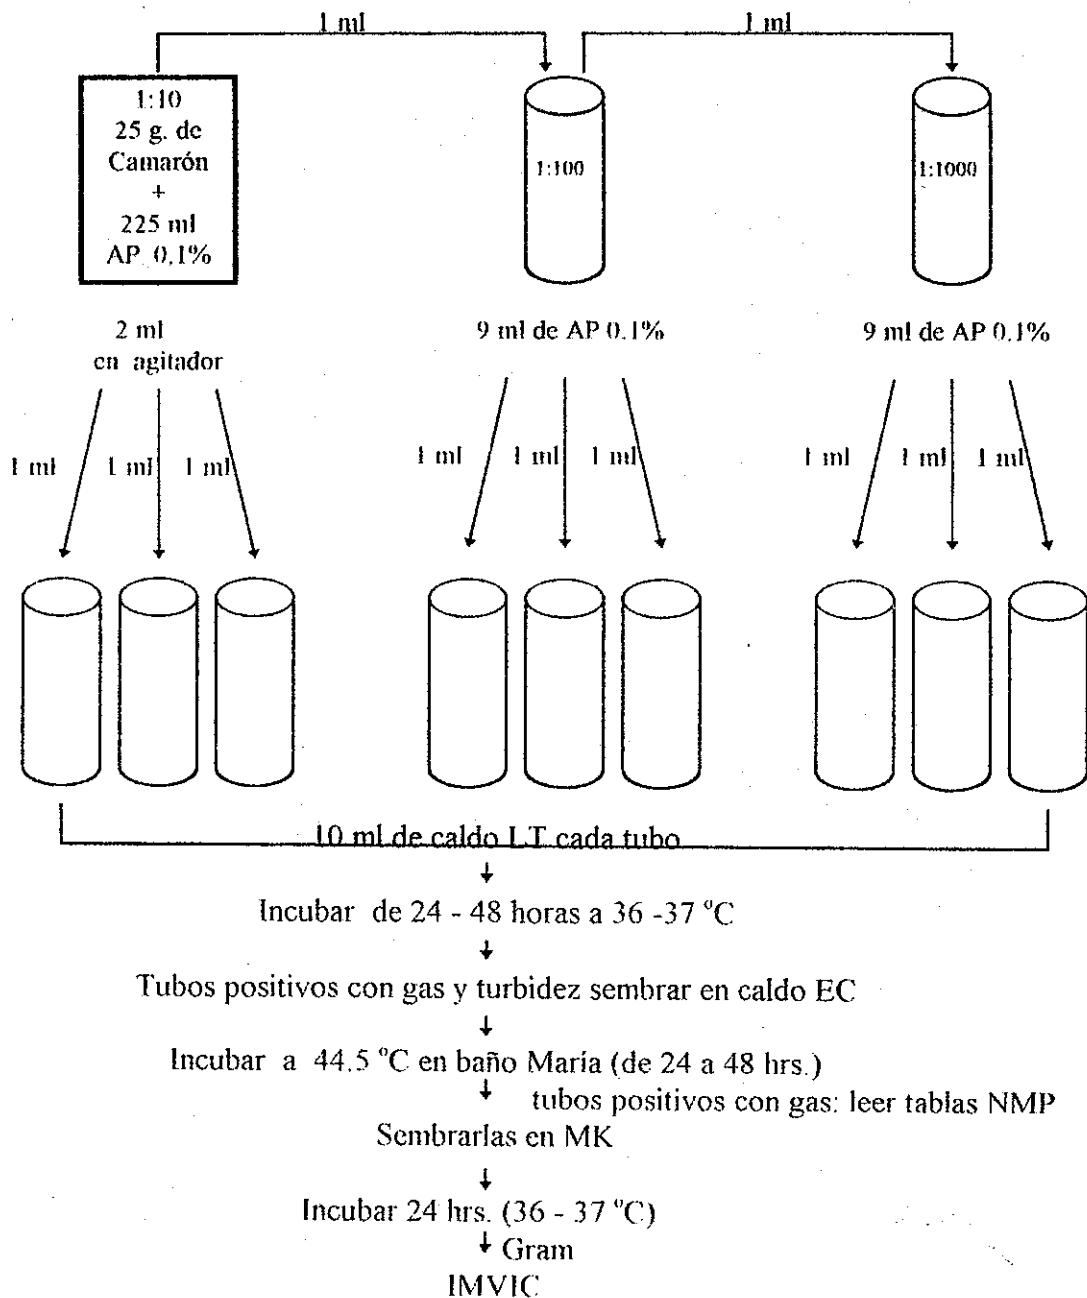 1 ml
1 ml
1:10
25 g. de
Camarón
+
225 ml
AP 0.1%
1:100
1:1000
2 ml
en agitador
9 ml de AP 0.1%
9 ml de AP 0.1%
1 ml 1 ml 1 ml
1 ml 1 ml 1 ml
1 ml 1 ml 1 ml
10 ml de caldo LT cada tubo
Incubar de 24 - 48 horas a 36 -37 °C
Tubos positivos con gas y turbidez sembrar en caldo EC
Incubar a 44.5 °C en baño María (de 24 a 48 hrs.)
tubos positivos con gas: leer tablas NMP
Sembrarlas en MK
Incubar 24 hrs. (36 - 37 °C)
Gram
IMVIC